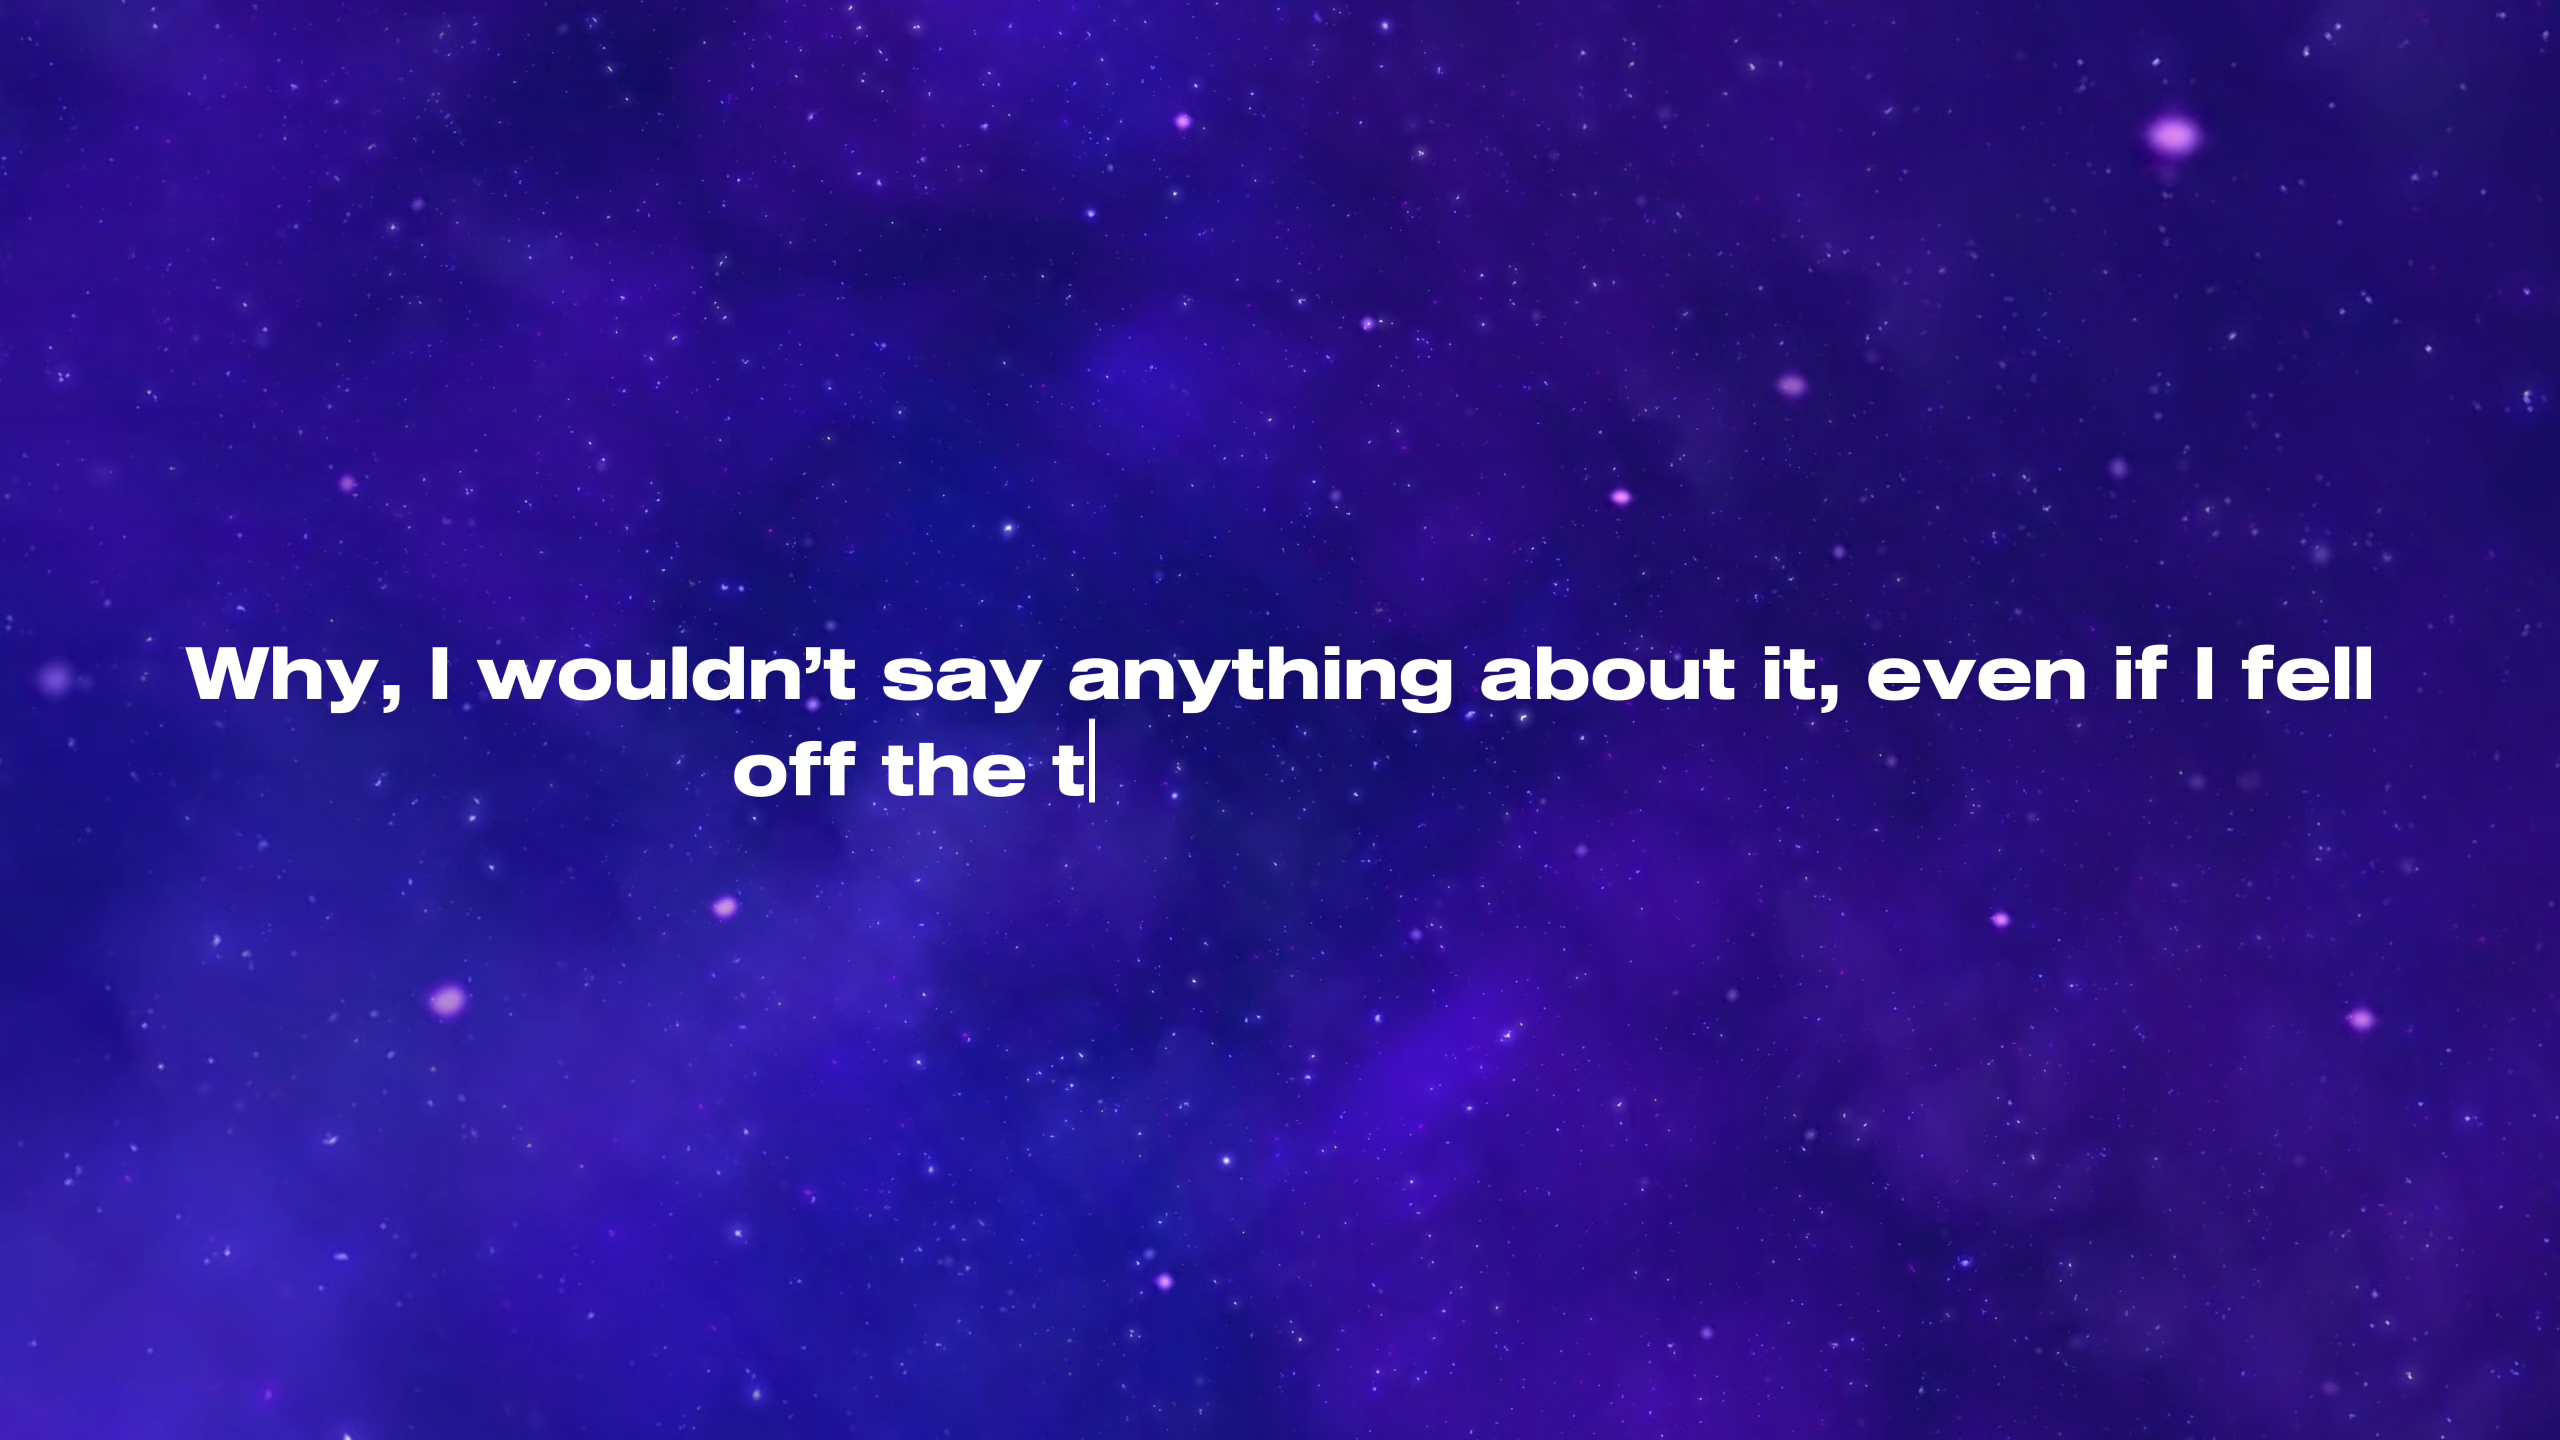 Why, I wouldn’t say anything about it, even if I fell
off the t